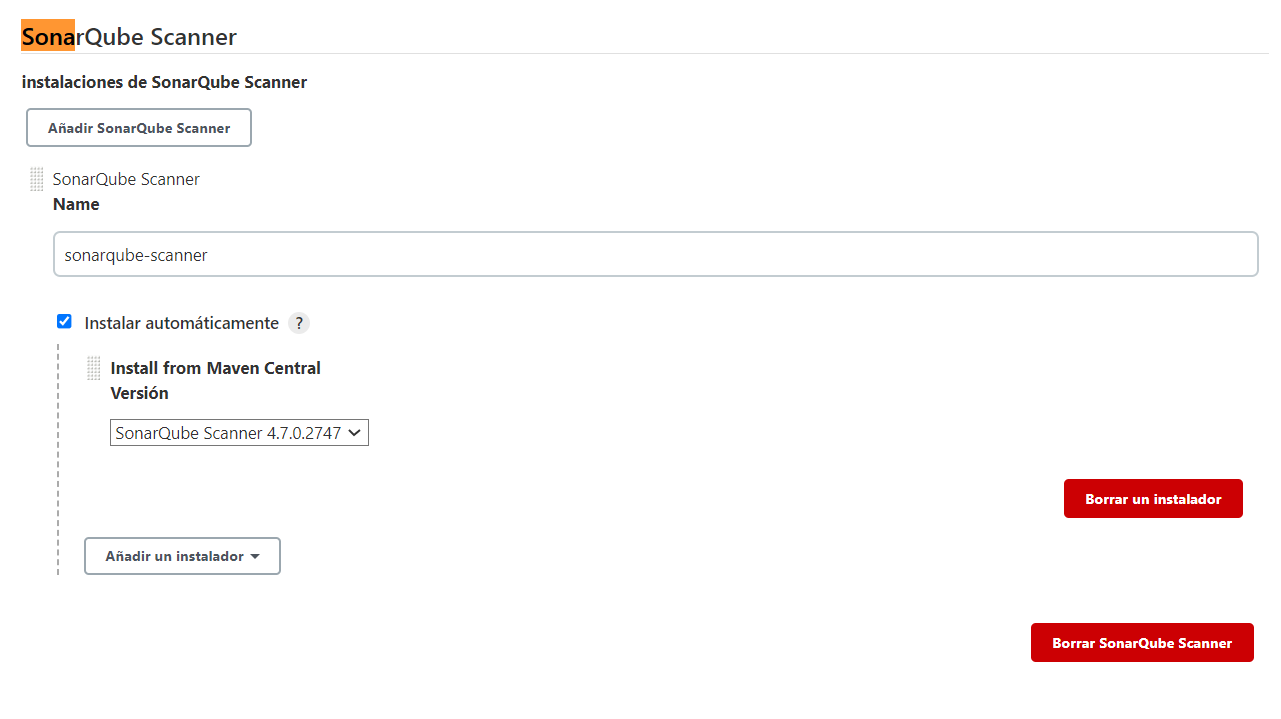 SonarQube Scanner
instalaciones de SonarQube Scanner
Añadir SonarQube Scanner
SonarQube Scanner
Name
sonarqube-scanner
Instalar automáticamente ?
Install from Maven Central
Versión
SonarQube Scanner 4.7.0.2747
Borrar un instalador
Añadir un instalador
Borrar SonarQube Scanner